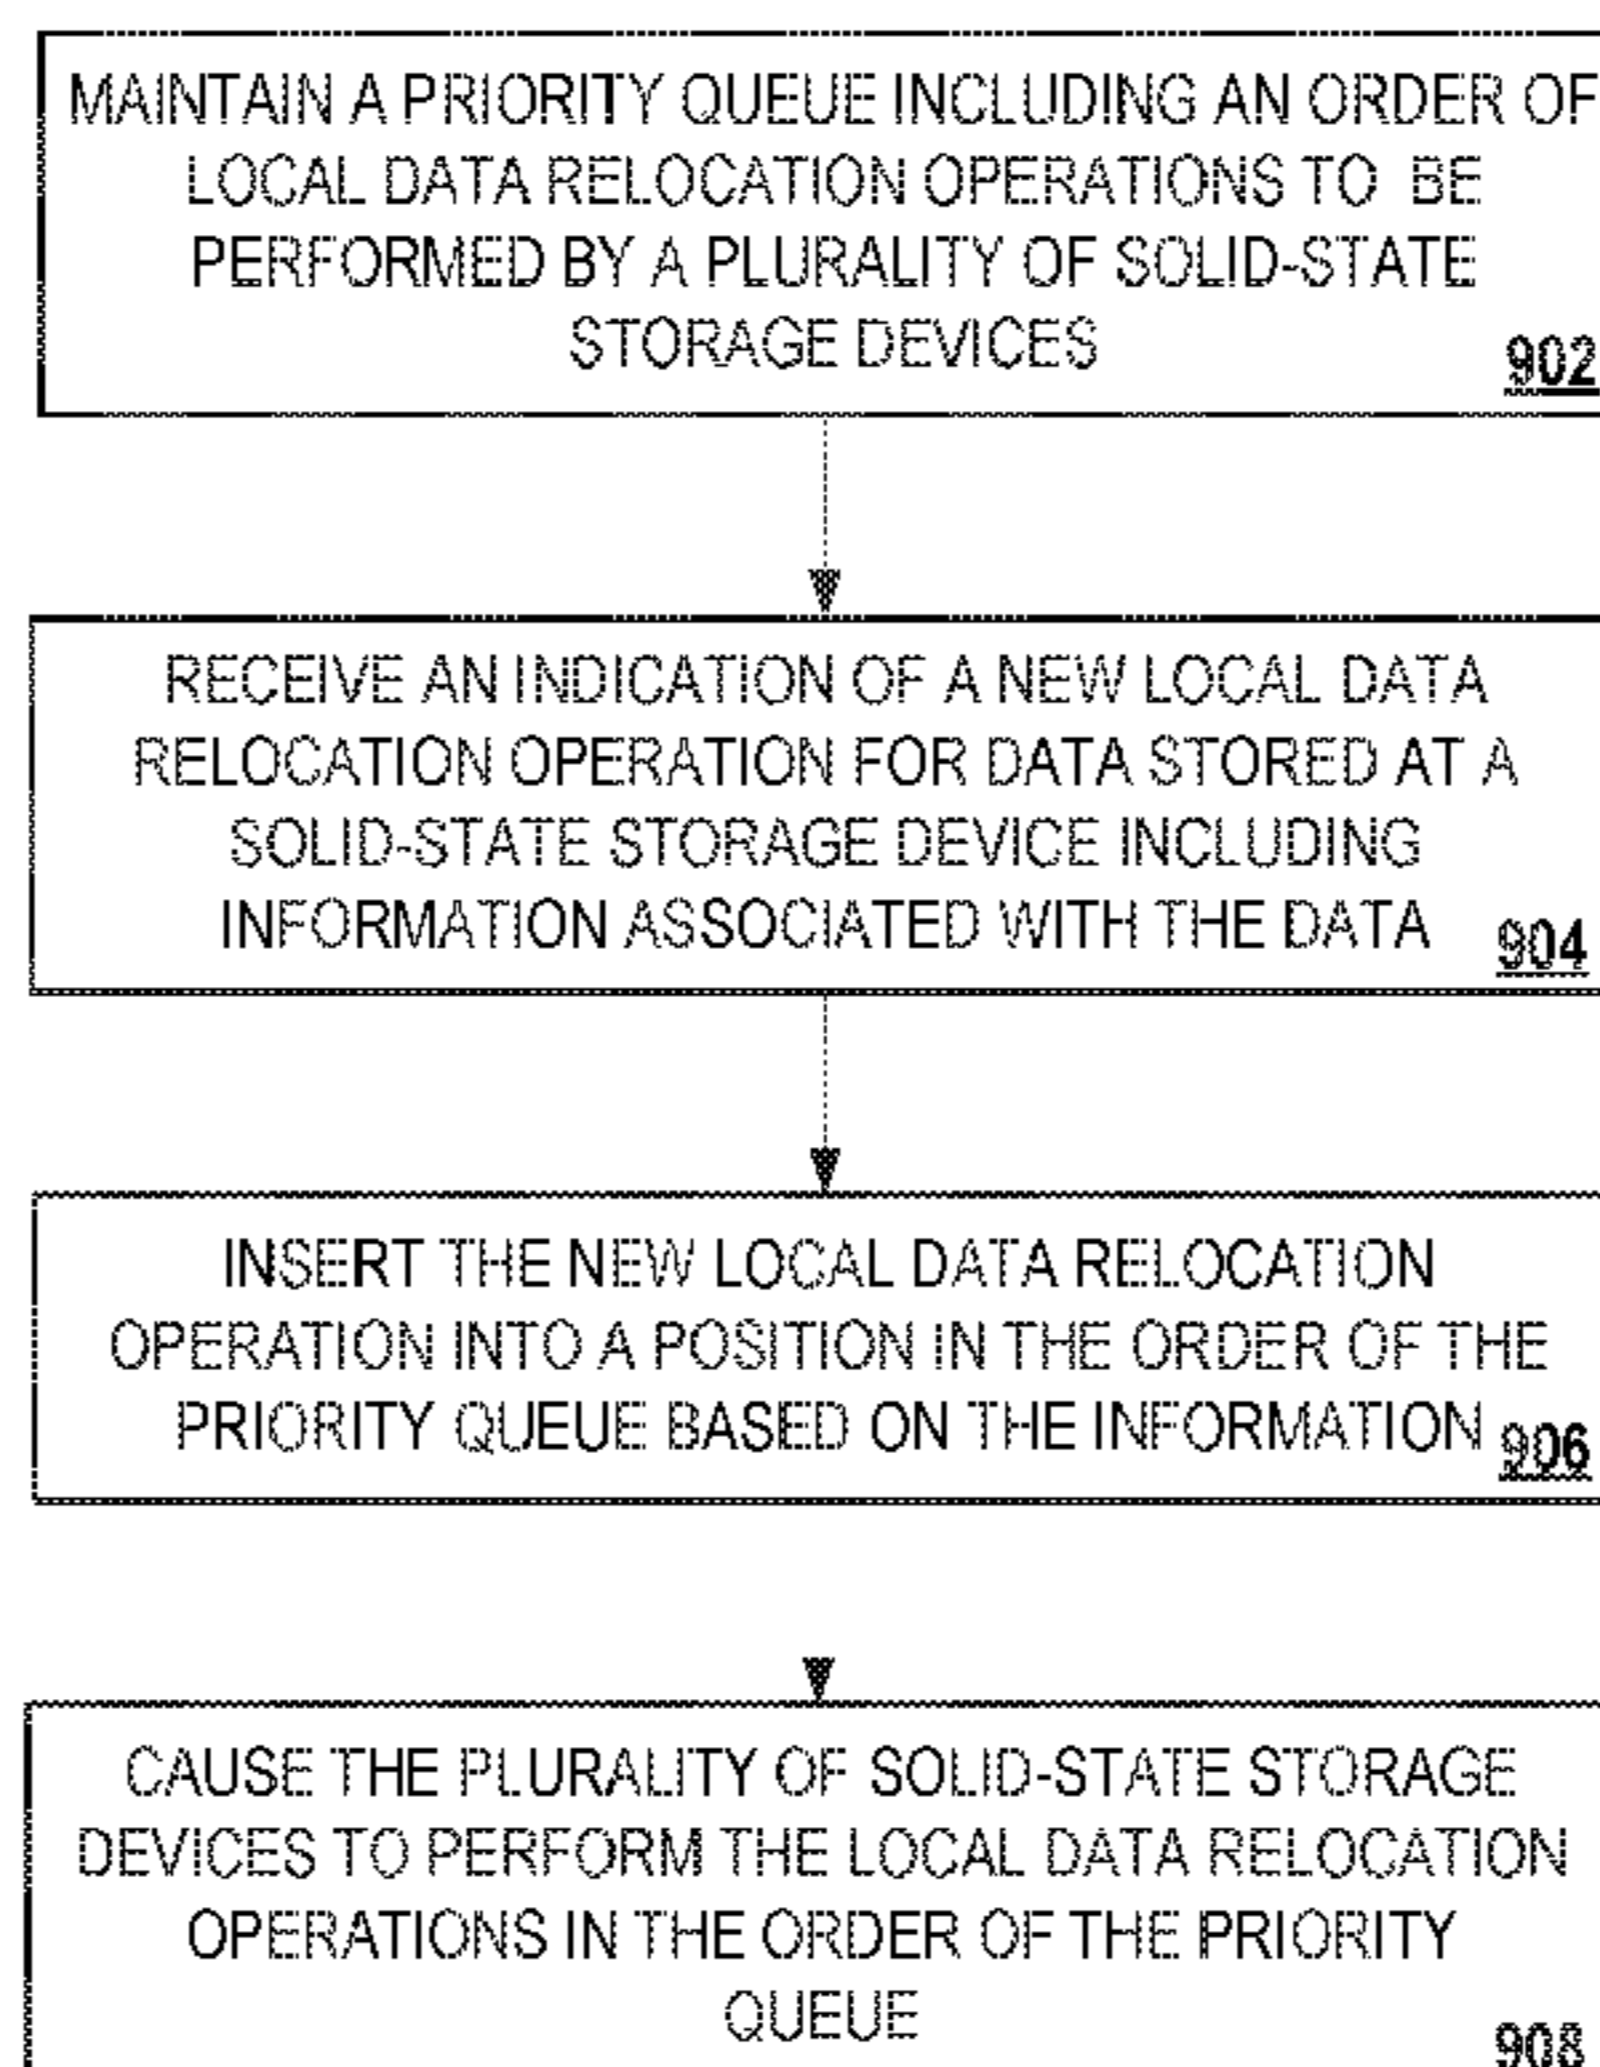 MAINTAIN A PRIORITY QUEUE INCLUDING AN ORDER OF
LOCAL DATA RELOCATION OPERATIONS TO BE
PERFORMED BY A PLURALITY OF SOLID-STATE
STORAGE DEVICES
902
RECEIVE AN INDICATION OF A NEW LOCAL DATA
RELOCATION OPERATION FOR DATA STORED AT A
SOLID-STATE STORAGE DEVICE INCLUDING
INFORMATION ASSOCIATED WITH THE DATA
904
INSERT THE NEW LOCAL DATA RELOCATION
OPERATION INTO A POSITION IN THE ORDER OF THE
PRIORITY QUEUE BASED ON THE INFORMATION
906
CAUSE THE PLURALITY OF SOLID-STATE STORAGE
DEVICES TO PERFORM THE LOCAL DATA RELOCATION
OPERATIONS IN THE ORDER OF THE PRIORITY
QUEUE
908